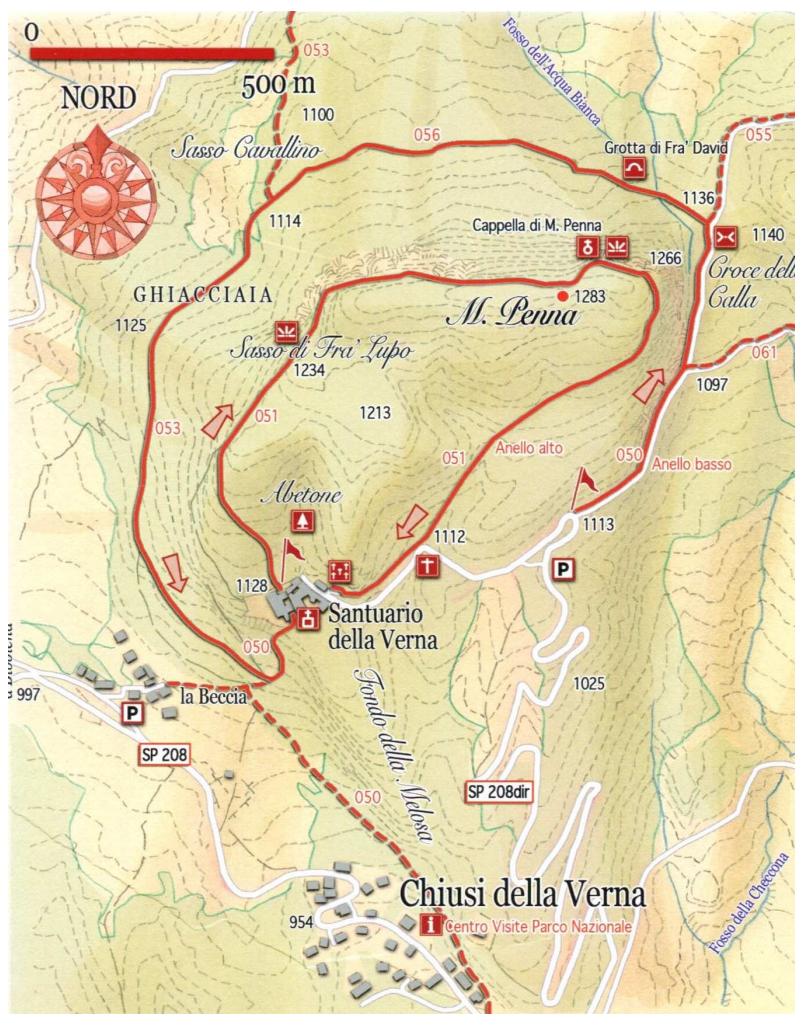 0
500 m
NORD
053
1100
Sasso Cavallino
056
Fosso dell'Acqua Bianca
Grotta di Fra' David
055
1136
1140
1114
Cappella di M. Penna
1266
Croce della
Calla
GHIACCIAIA
1283
M. Penna
1125
Sasso di Fra' Lupo
1234
061
1097
053
051
1213
051
Anello alto
050
Anello basso
Abetone
1112
1113
P
1128
Santuario
della Verna
050
la Beccia
997
P
SP 208
Fondo della Melosa
1025
SP 208dir
050
Chiusi della Verna
954
i
Centro Visite Parco Nazionale
Fosso della Checcona